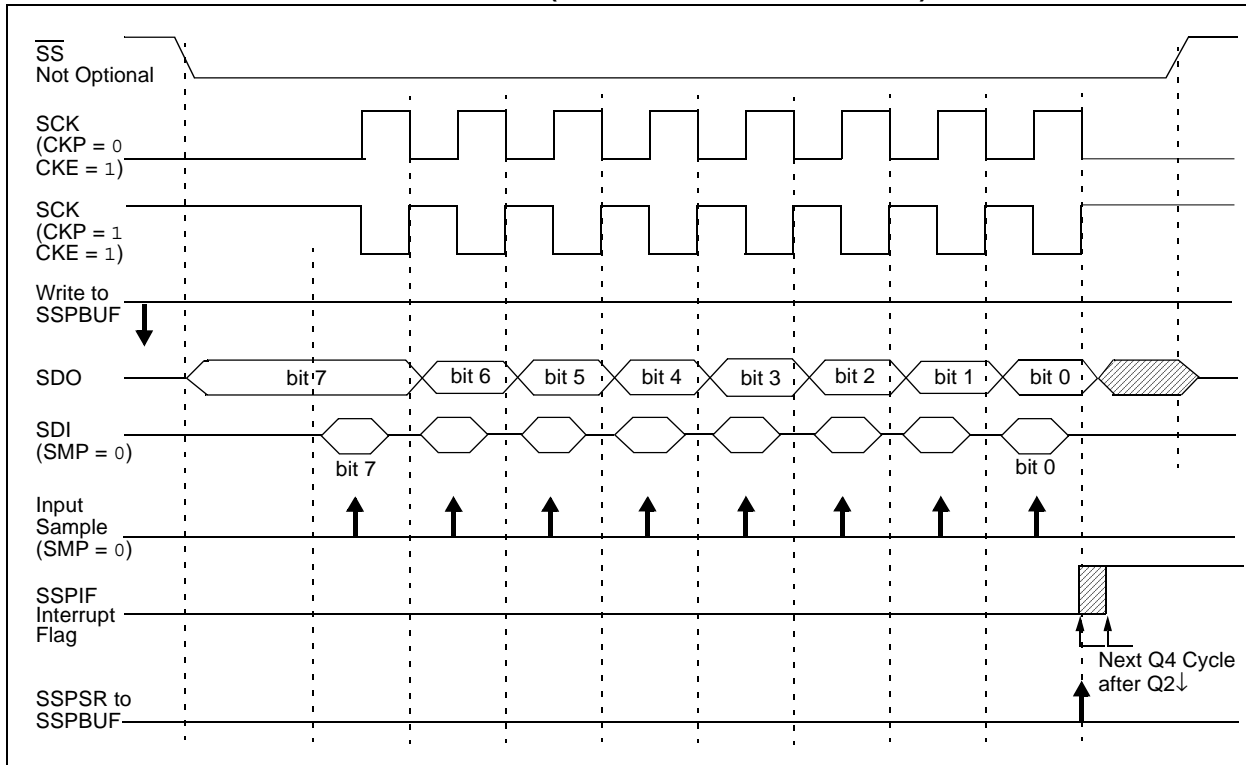 SS
Not Optional
SCK
(CKP = 0
CKE = 1)
SCK
(CKP = 1
CKE = 1)
Write to
SSPBUF
SDO
bit 7
bit 6
bit 5
bit 4
bit 3
bit 2
bit 1
bit 0
SDI
(SMP = 0)
bit 7
bit 0
Input
Sample
(SMP = 0)
SSPIF
Interrupt
Flag
Next Q4 Cycle
after Q2↓
SSPSR to
SSPBUF